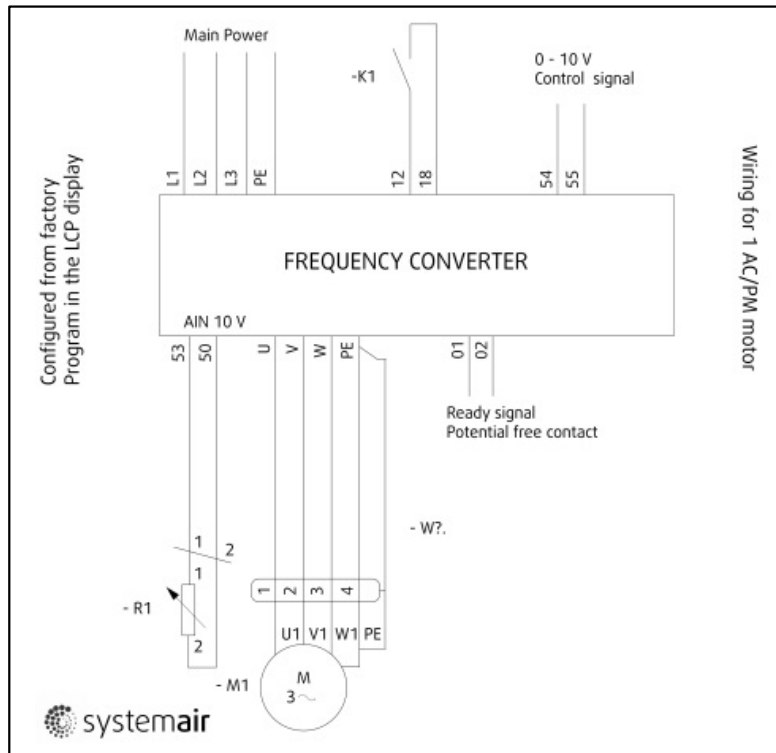 Main Power
-K1
0 - 10 V
Control signal
L1
L2
L3
PE
12
18
54
55
Configured from factory
Program in the LCP display
Wiring for 1 AC/PM motor
FREQUENCY CONVERTER
AIN 10 V
53
50
U
V
W
PE
01
02
Ready signal
Potential free contact
- W?.
1
2
1
- R1
2
1
2
3
4
U1 V1 W1 PE
- M1
M
3~
systemair